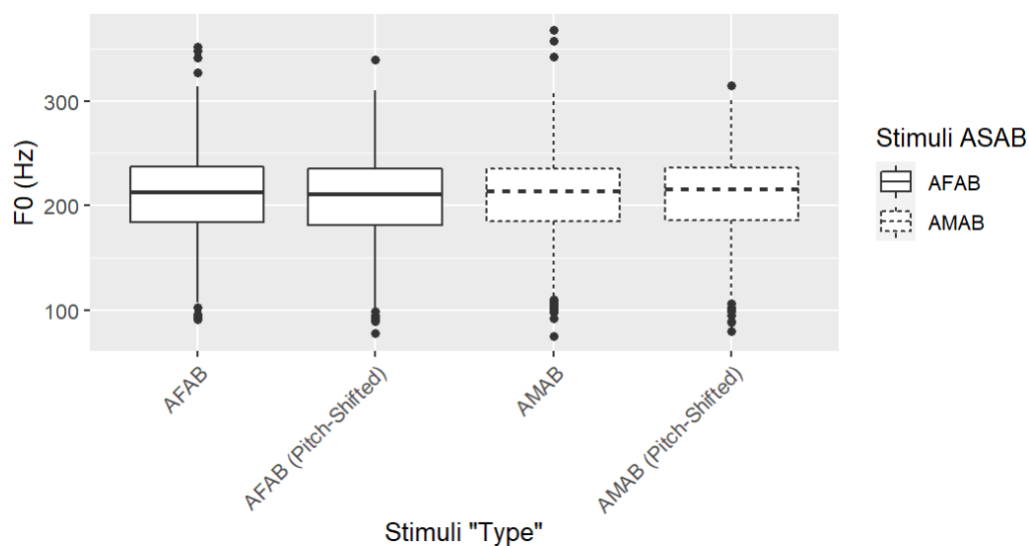 F0 (Hz)
300
200
100
AFAB
AFAB (Pitch-Shifted)
AMAB
AMAB (Pitch-Shifted)
Stimuli "Type"
Stimuli ASAB
AFAB
AMAB